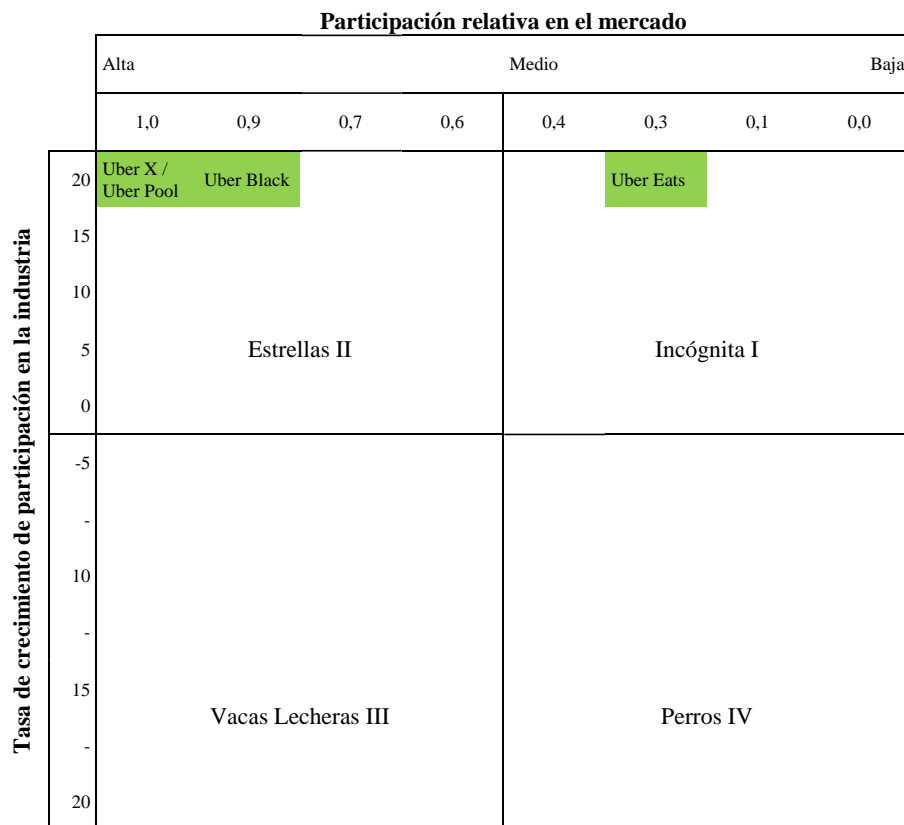 Participación relativa en el mercado
Alta Medio Baja
1,0 0,9 0,7 0,6 0,4 0,3 0,1 0,0
Tasa de crecimiento de participación en la industria
20 Uber X / Uber Black Uber Eats
Uber Pool
15
10
5 Estrellas II Incógnita I
0
-5
-
10
-
15
Vacas Lecheras III Perros IV
-
20